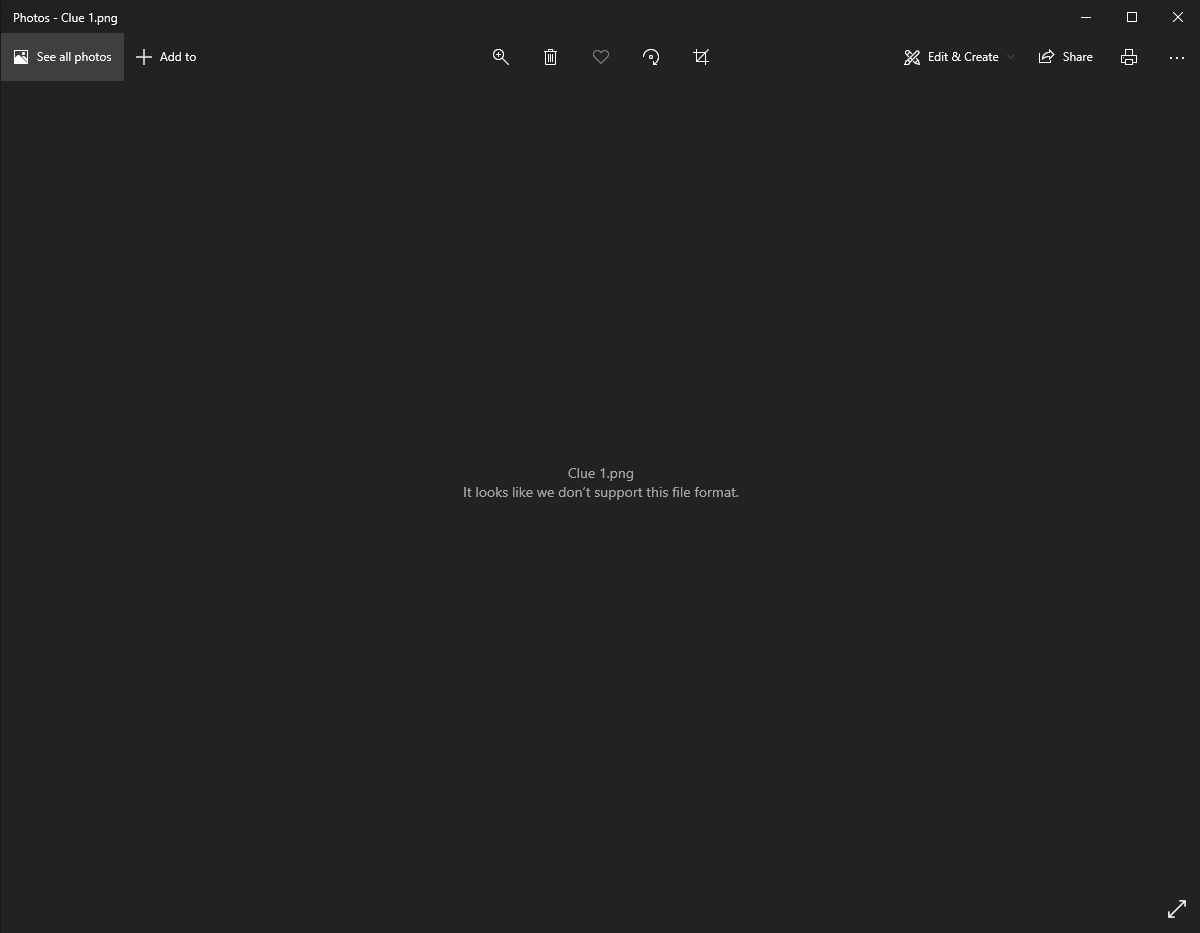 Photos - Clue 1.png
See all photos
Add to
Edit & Create
Share
Clue 1.png
It looks like we don't support this file format.